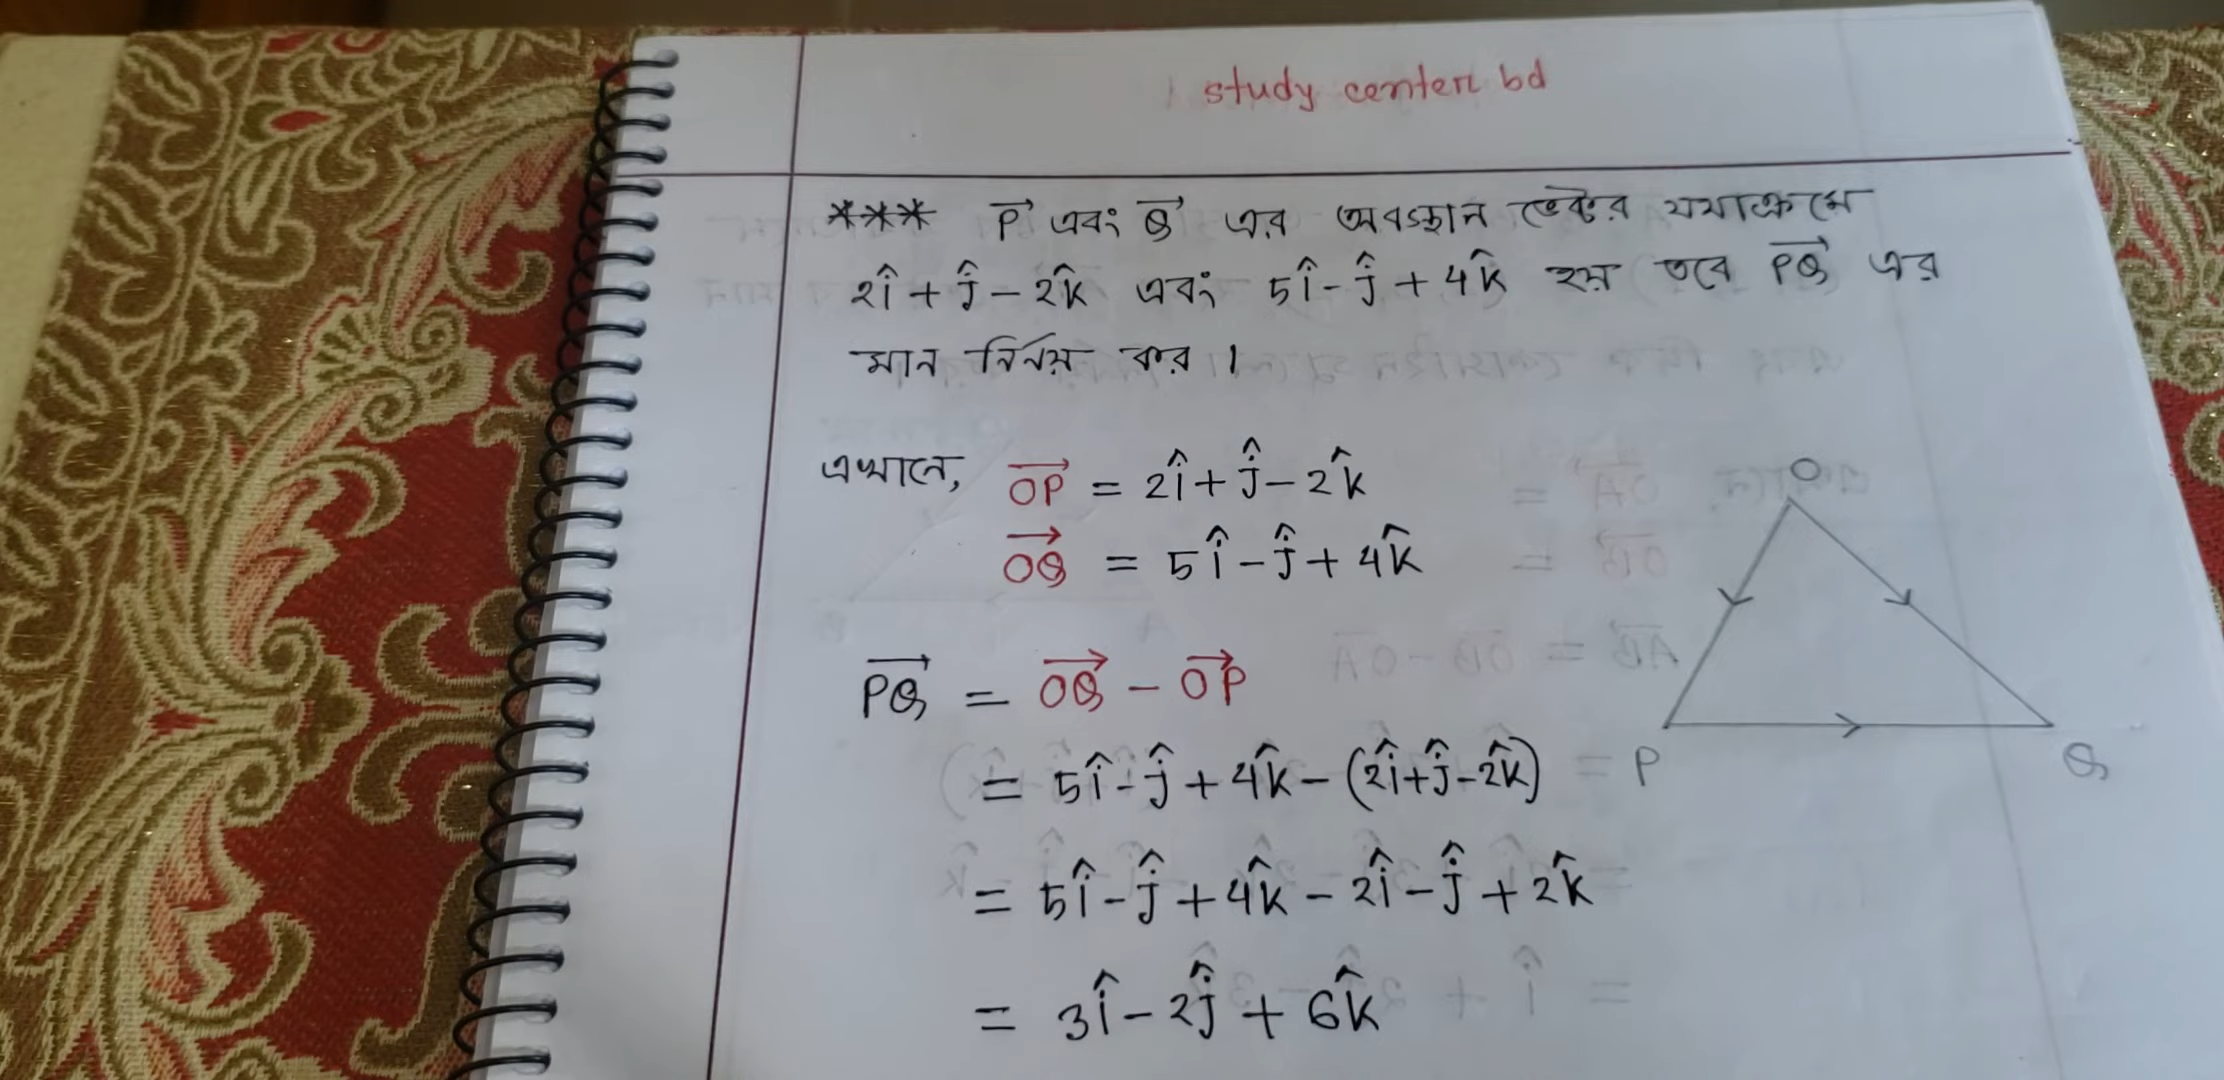 study center bd
*** P⃗ এবং Q⃗ এর অবস্থান ভেক্টর যথাক্রমে
2î + ĵ - 2k̂ এবং 5î - ĵ + 4k̂ হয় তবে PQ⃗ এর
মান নির্নয় কর ।
এখানে, OP⃗ = 2î + ĵ - 2k̂
OQ⃗ = 5î - ĵ + 4k̂
PQ⃗ = OQ⃗ - OP⃗
= 5î - ĵ + 4k̂ - (2î + ĵ - 2k̂)
= 5î - ĵ + 4k̂ - 2î - ĵ + 2k̂
= 3î - 2ĵ + 6k̂
O
P
Q